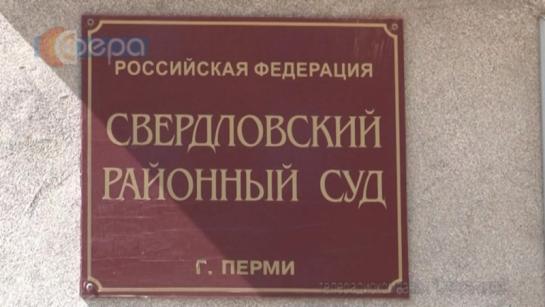 Сфера
РОССИЙСКАЯ ФЕДЕРАЦИЯ
СВЕРДЛОВСКИЙ
РАЙОННЫЙ СУД
Г. ПЕРМИ